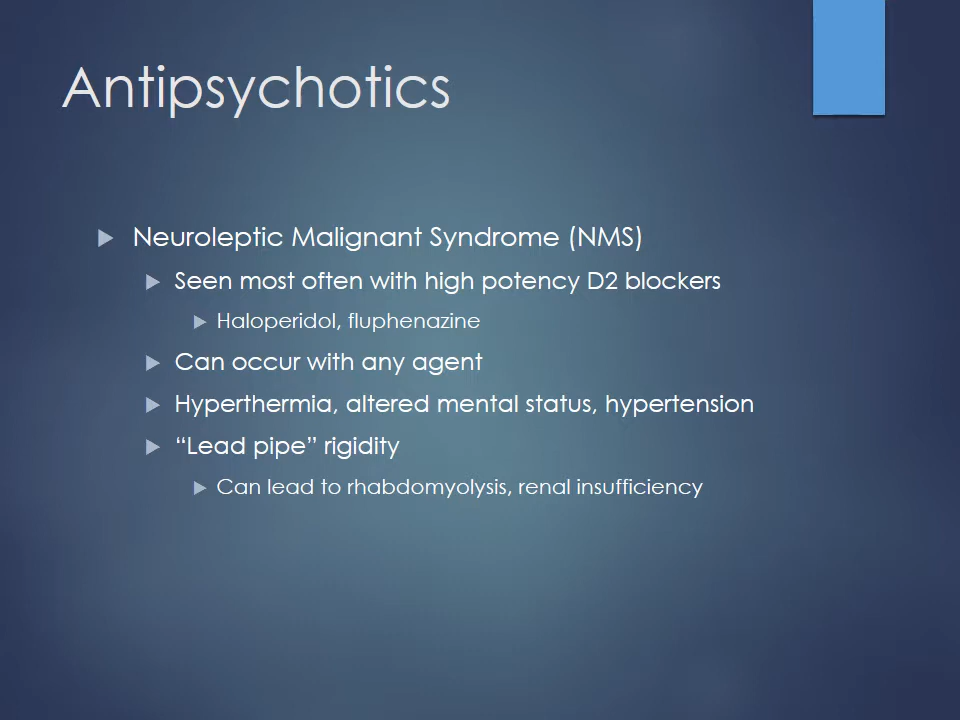 Antipsychotics
Neuroleptic Malignant Syndrome (NMS)
Seen most often with high potency D2 blockers
Haloperidol, fluphenazine
Can occur with any agent
Hyperthermia, altered mental status, hypertension
“Lead pipe” rigidity
Can lead to rhabdomyolysis, renal insufficiency